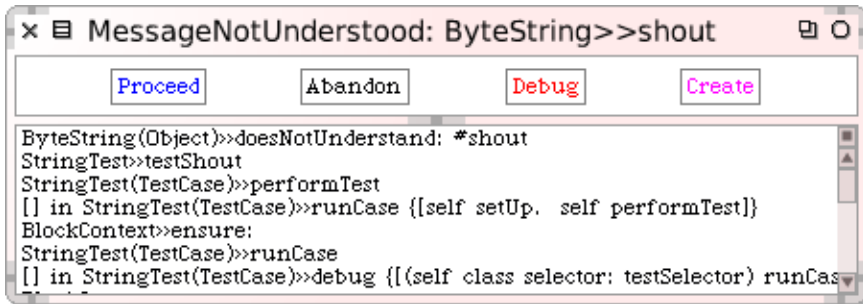 MessageNotUnderstood: ByteString>>shout
Proceed Abandon Debug Create
ByteString(Object)>>doesNotUnderstand: #shout
StringTest>>testShout
StringTest(TestCase)>>performTest
[] in StringTest(TestCase)>>runCase {[self setUp. self performTest]}
BlockContext>>ensure:
StringTest(TestCase)>>runCase
[] in StringTest(TestCase)>>debug {[(self class selector: testSelector) runCas